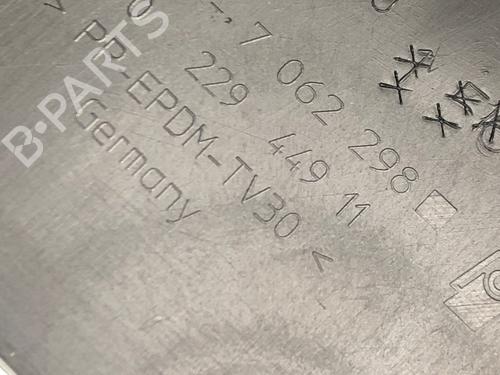 7 062 298
229 449 11
PP-EPDM-TV30 <
Germany
B-PARTS